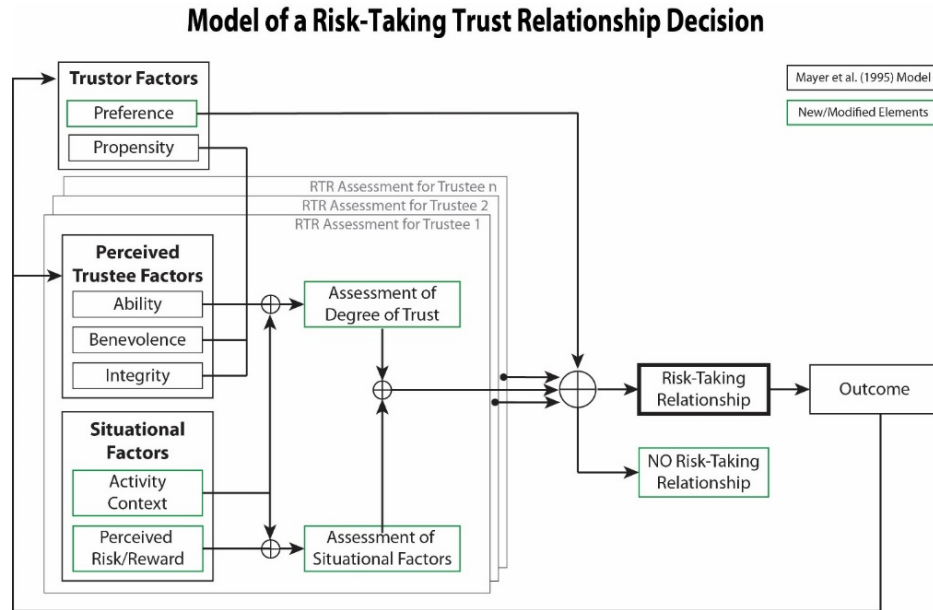 Model of a Risk-Taking Trust Relationship Decision
Mayer et al. (1995) Model
New/Modified Elements
Trustor Factors
Preference
Propensity
RTR Assessment for Trustee n
RTR Assessment for Trustee 2
RTR Assessment for Trustee 1
Perceived
Trustee Factors
Ability
Benevolence
Integrity
Assessment of
Degree of Trust
Situational
Factors
Activity
Context
Perceived
Risk/Reward
Assessment of
Situational Factors
Risk-Taking
Relationship
NO Risk-Taking
Relationship
Outcome